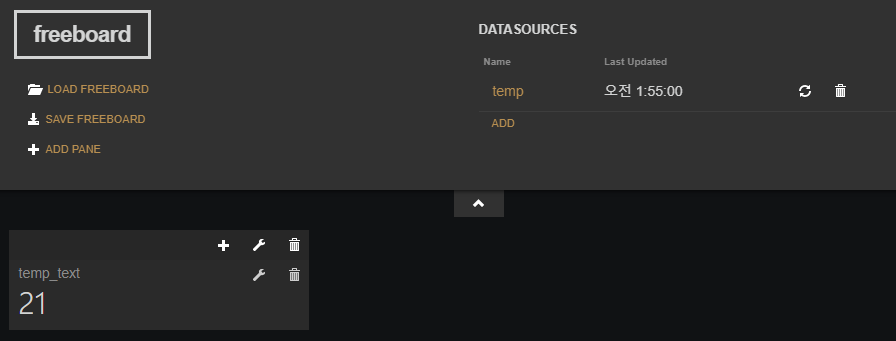 freeboard
LOAD FREEBOARD
SAVE FREEBOARD
ADD PANE
DATASOURCES
Name Last Updated
temp 오전 1:55:00
ADD
temp_text
21